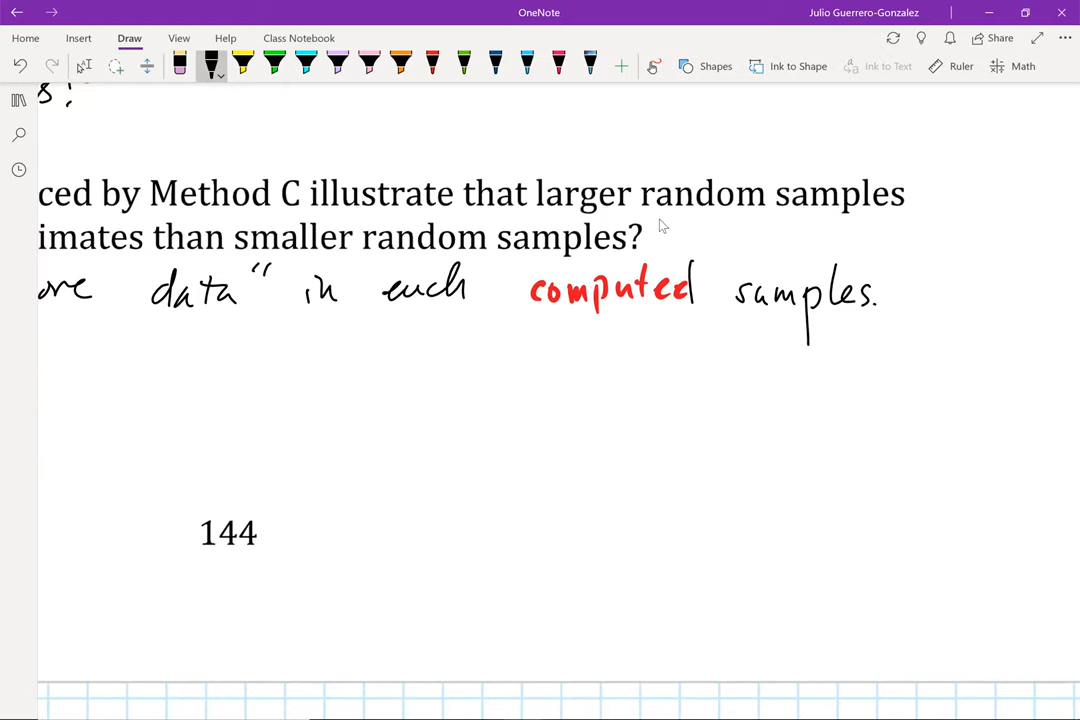 OneNote
Julio Guerrero-Gonzalez
Home Insert Draw View Help Class Notebook
Share
Shapes Ink to Shape Ink to Text Ruler Math
s?
ced by Method C illustrate that larger random samples
imates than smaller random samples?
ore data" in each computed samples.
144